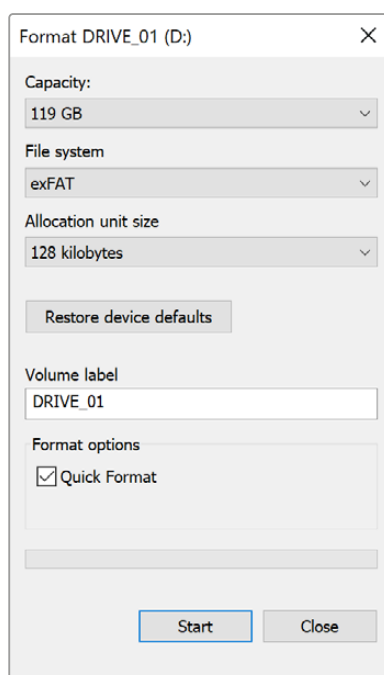 Format DRIVE_01 (D:)
Capacity:
119 GB
File system
exFAT
Allocation unit size
128 kilobytes
Restore device defaults
Volume label
DRIVE_01
Format options
Quick Format
Start Close